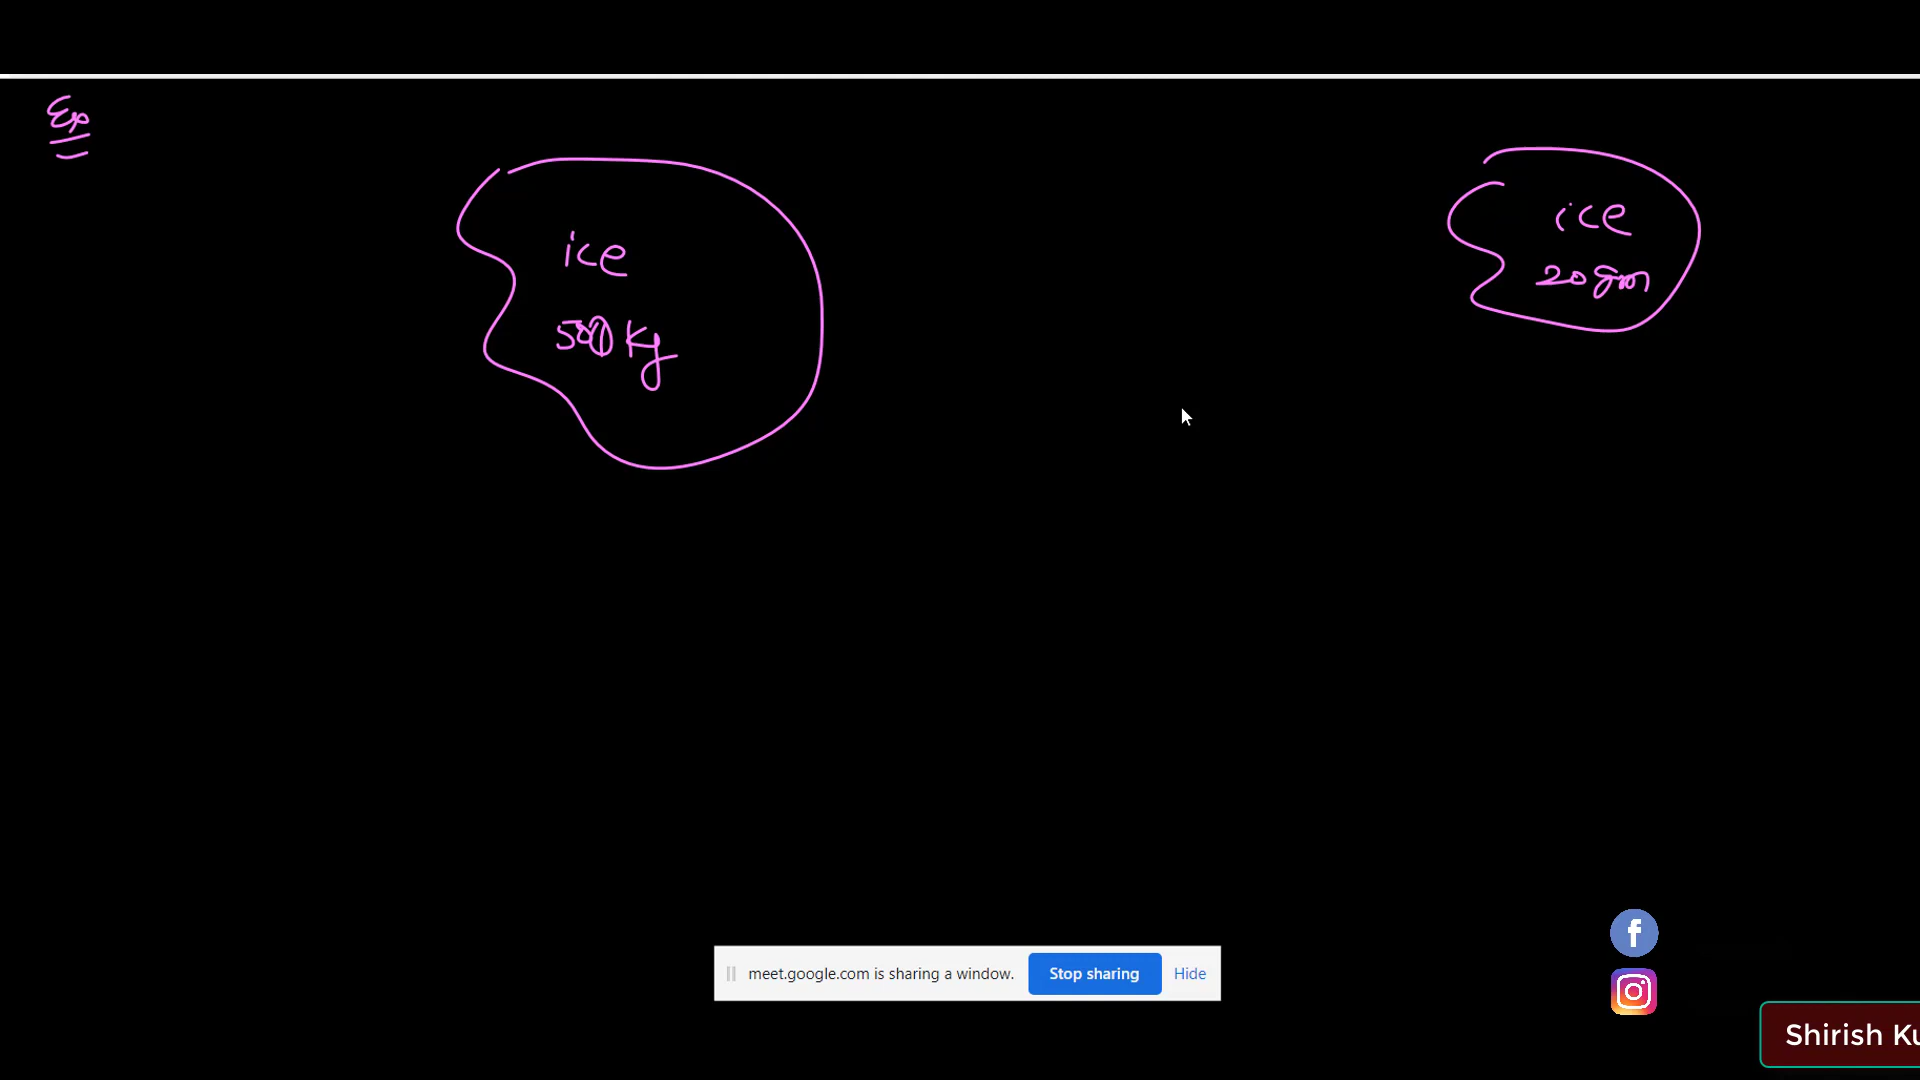 Ex
ice
500 Kg
ice
20 gm
meet.google.com is sharing a window. Stop sharing Hide
Shirish Ku